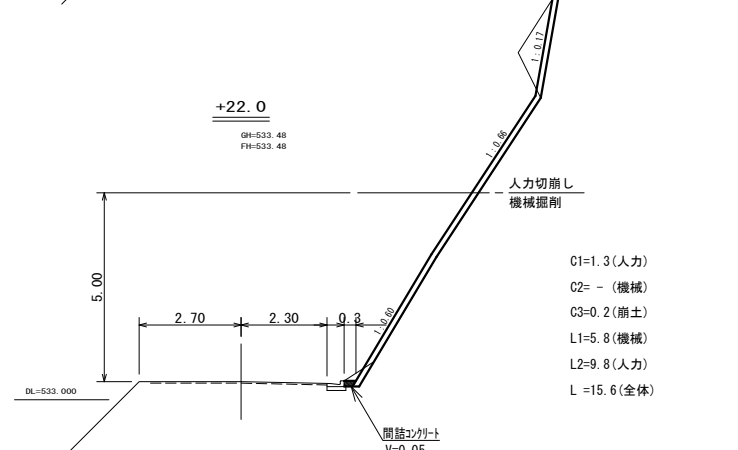 1:0.17
+22.0
GH=533.48
FH=533.48
1:0.66
人力切崩し
機械掘削
5.00
C1=1.3(人力)
C2= - (機械)
C3=0.2(崩土)
L1=5.8(機械)
L2=9.8(人力)
L =15.6(全体)
2.70
2.30
0.3
1:0.60
DL=533.000
間詰コンクリート
V=0.05